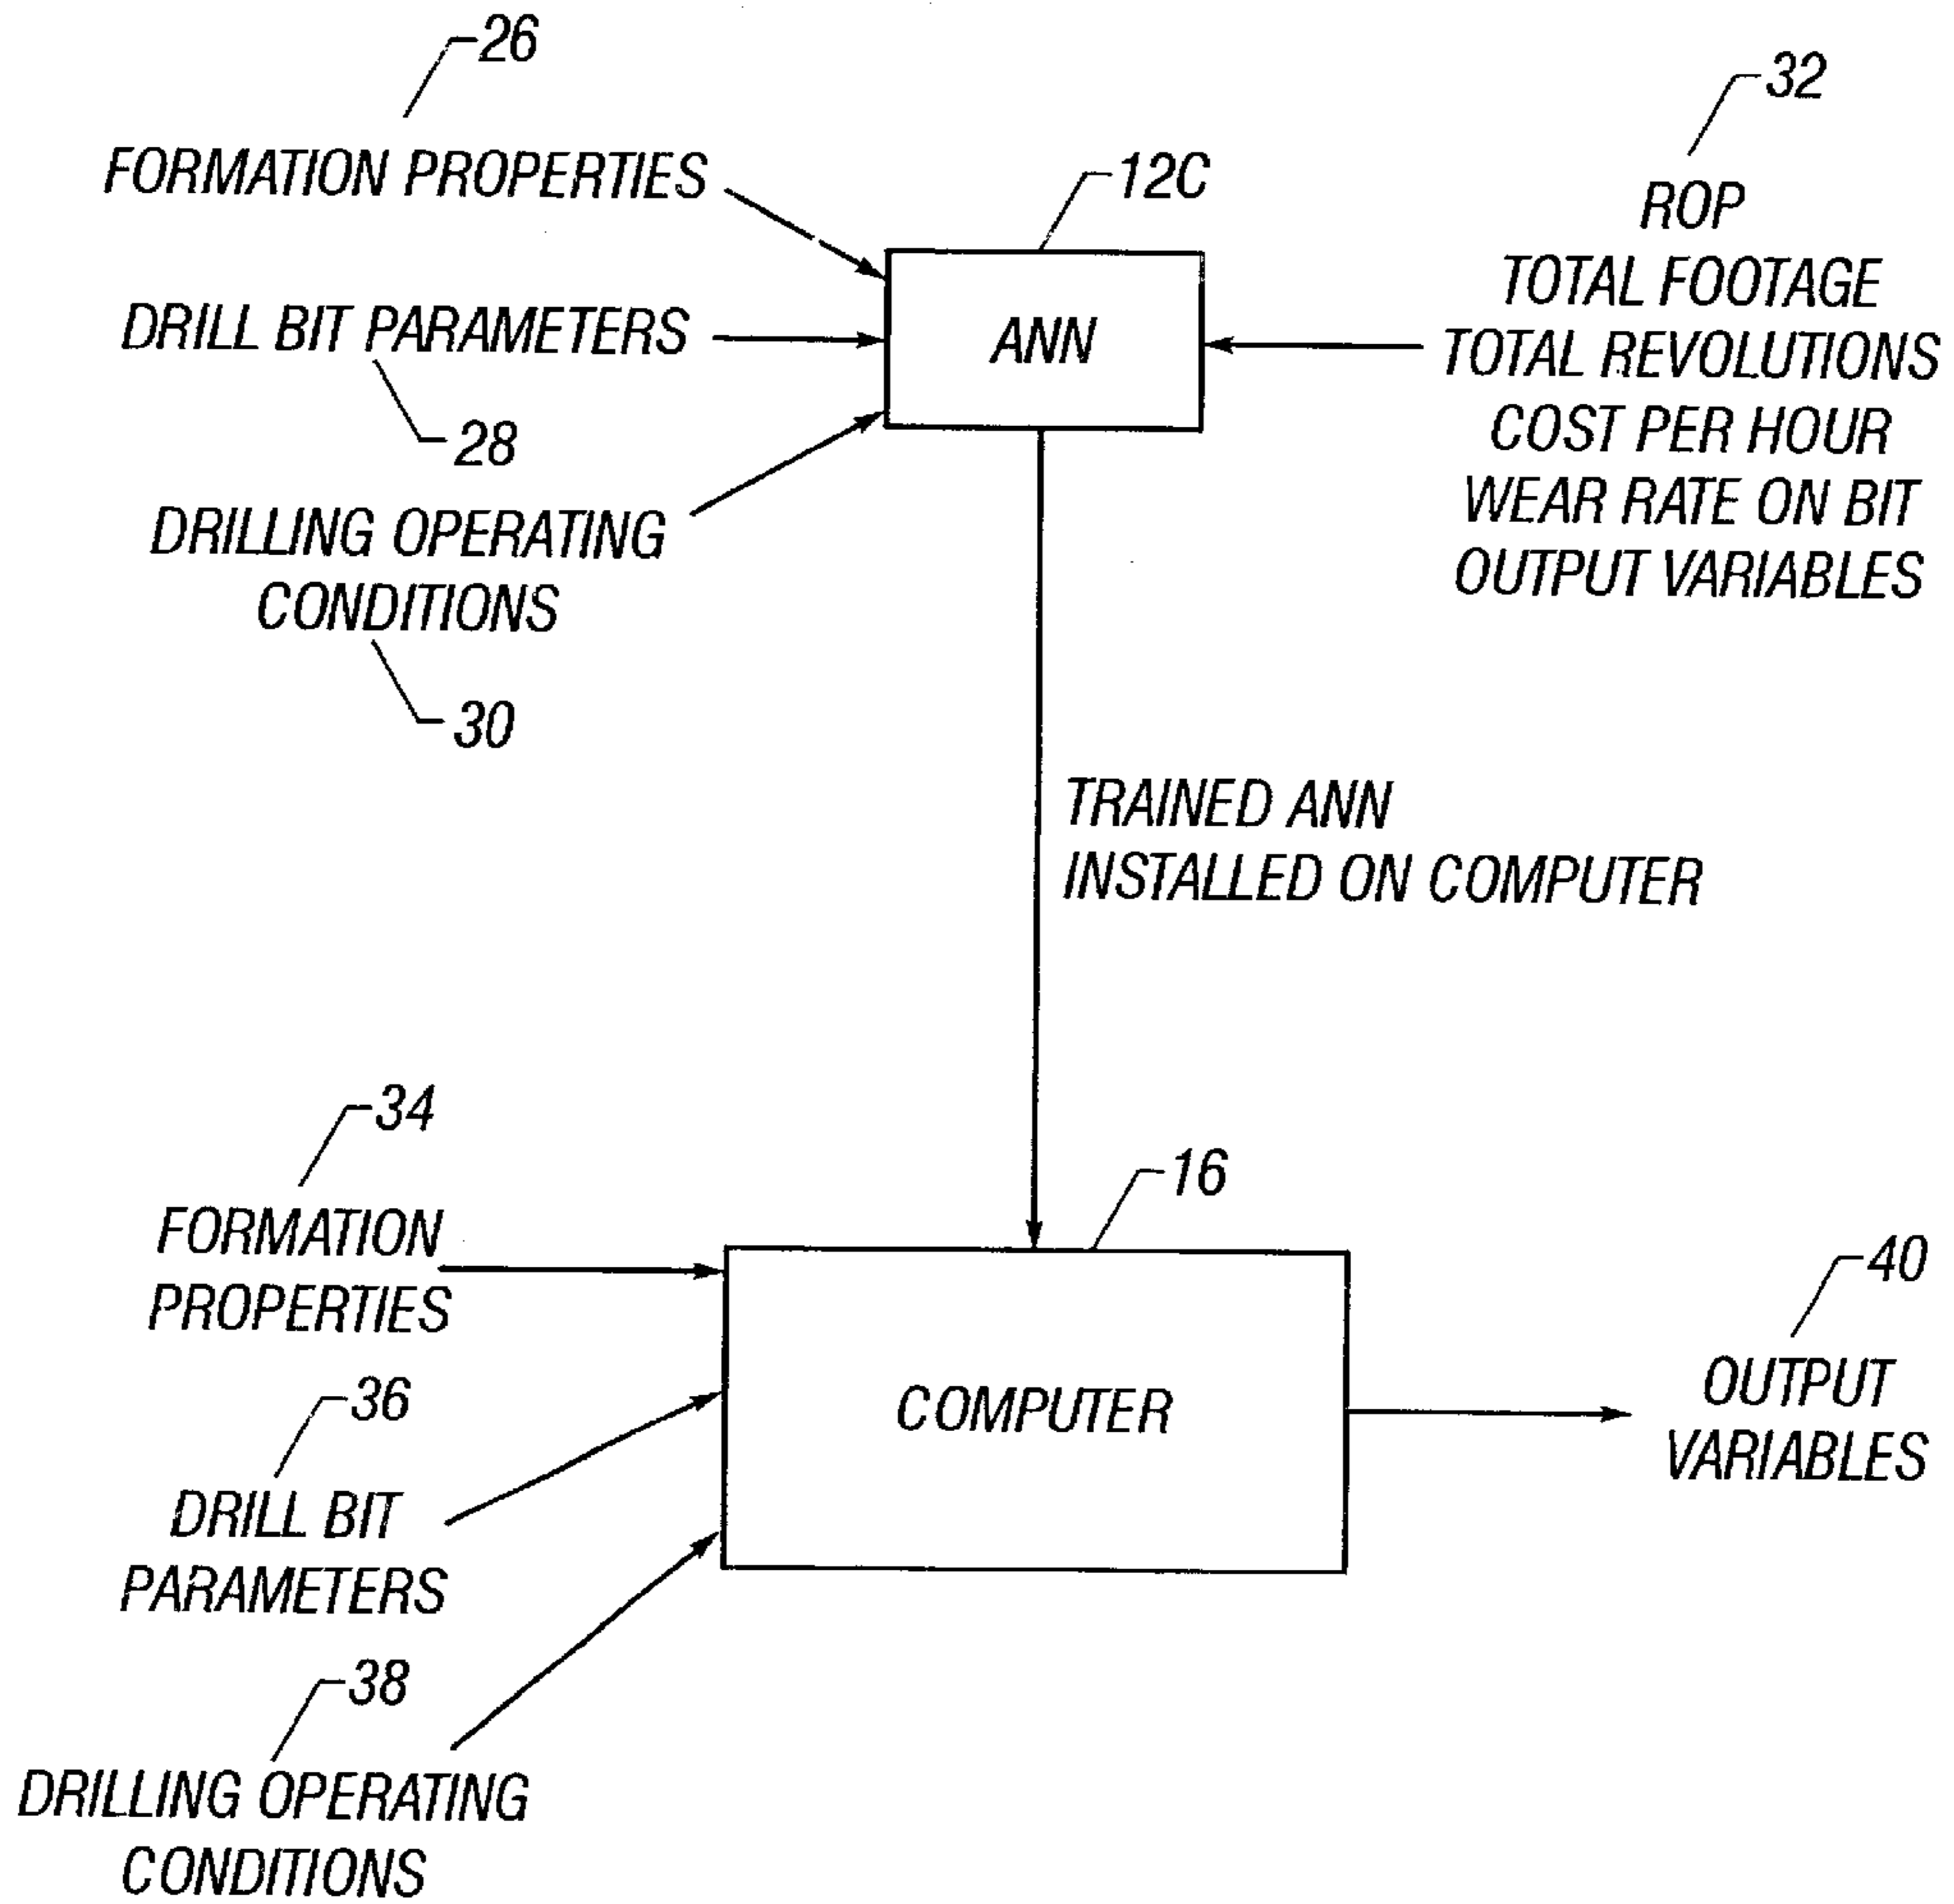 26
FORMATION PROPERTIES
DRILL BIT PARAMETERS
28
DRILLING OPERATING
CONDITIONS
30
12C
ANN
32
ROP
TOTAL FOOTAGE
TOTAL REVOLUTIONS
COST PER HOUR
WEAR RATE ON BIT
OUTPUT VARIABLES
TRAINED ANN
INSTALLED ON COMPUTER
34
FORMATION
PROPERTIES
36
DRILL BIT
PARAMETERS
38
DRILLING OPERATING
CONDITIONS
16
COMPUTER
40
OUTPUT
VARIABLES